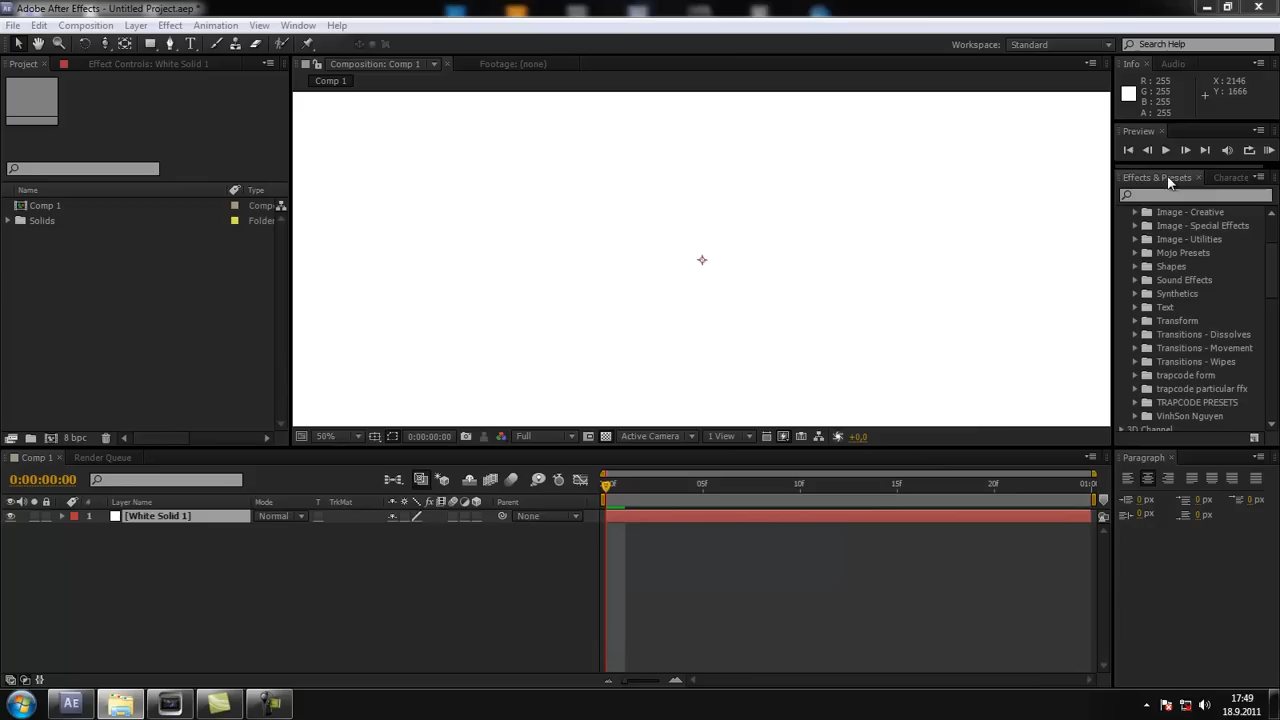 Adobe After Effects - Untitled Project.aep *
File Edit Composition Layer Effect Animation View Window Help
Workspace: Standard Search Help
Project Effect Controls: White Solid 1
Composition: Comp 1 Footage: (none)
Comp 1
Info Audio
R : 255 X : 2146
G : 255 Y : 1666
B : 255
A : 255
Preview
Effects & Presets Characte
Name Type
Comp 1 Comp
Solids Folder
Image - Creative
Image - Special Effects
Image - Utilities
Mojo Presets
Shapes
Sound Effects
Synthetics
Text
Transform
Transitions - Dissolves
Transitions - Movement
Transitions - Wipes
trapcode form
trapcode particular ffx
TRAPCODE PRESETS
VinhSon Nguyen
3D Channel
8 bpc
50% 0:00:00:00 Full Active Camera 1 View +0,0
Comp 1 Render Queue
0:00:00:00
05f 10f 15f 20f 01:0
# Layer Name Mode T TrkMat Parent
1 [White Solid 1] Normal None
Paragraph
0 px 0 px 0 px
0 px 0 px
17:49
18.9.2011